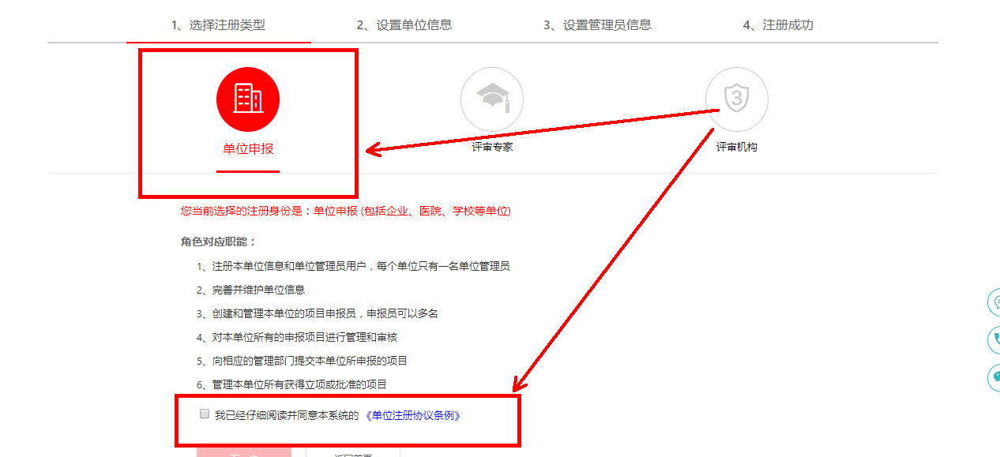 1、选择注册类型 2、设置单位信息 3、设置管理员信息 4、注册成功
3
单位申报 评审专家 评审机构
您当前选择的注册身份是：单位申报 (包括企业、医院、学校等单位)
角色对应职能：
1、注册本单位信息和单位管理员用户，每个单位只有一名单位管理员
2、完善并维护单位信息
3、创建和管理本单位的项目申报员，申报员可以多名
4、对本单位所有的申报项目进行管理和审核
5、向相应的管理部门提交本单位所申报的项目
6、管理本单位所有获得立项或批准的项目
我已经仔细阅读并同意本系统的 《单位注册协议条例》